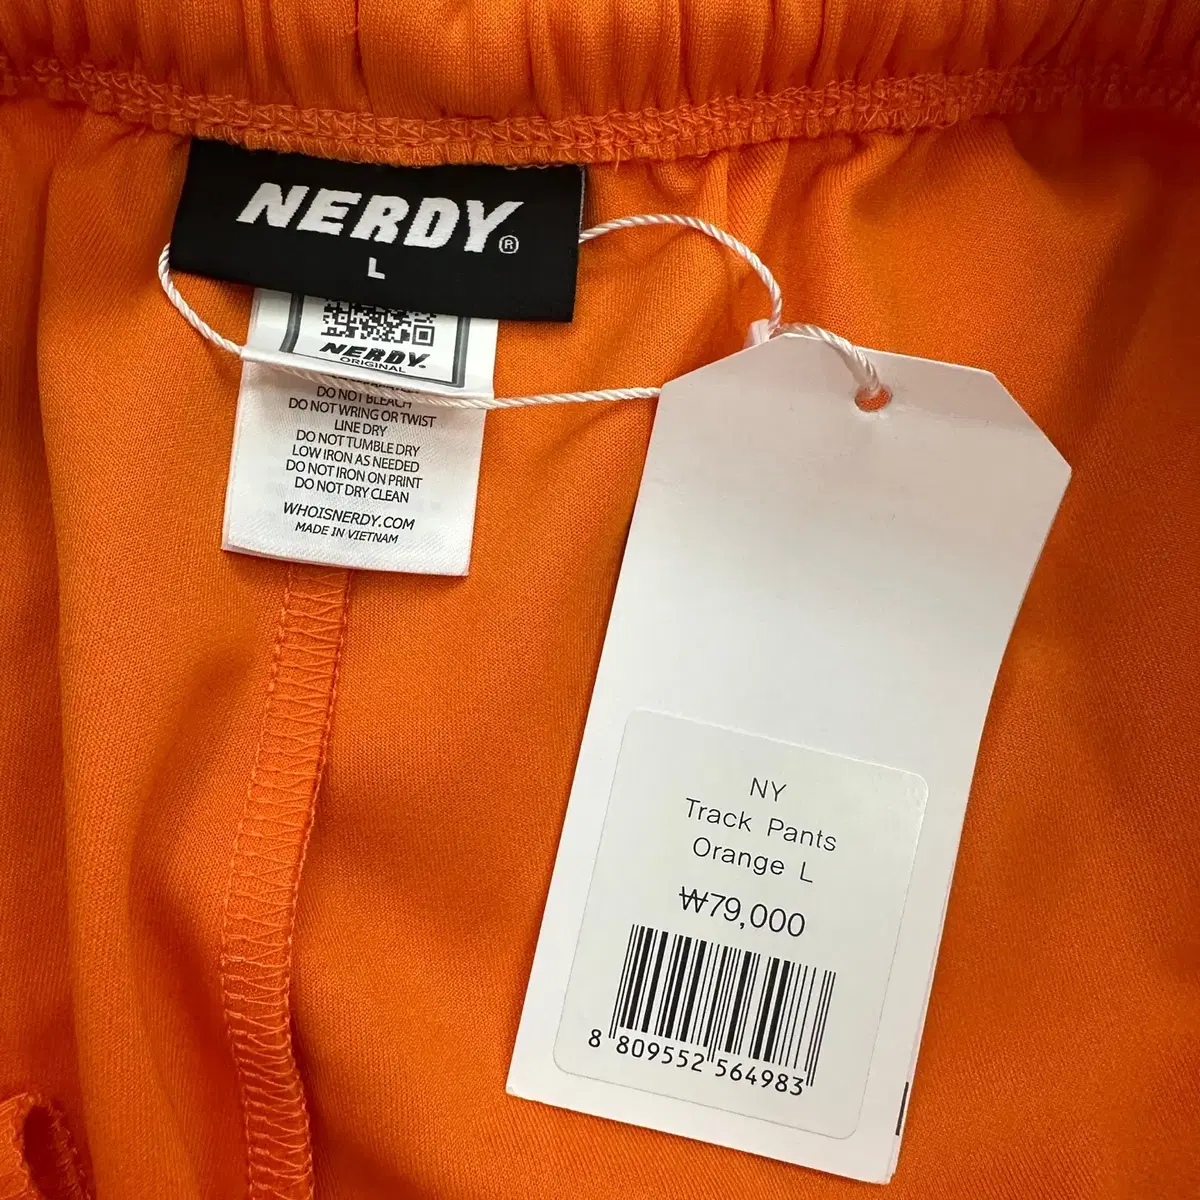 NERDY®
L
NERDY.
ORIGINAL
DO NOT BLEACH
DO NOT WRING OR TWIST
LINE DRY
DO NOT TUMBLE DRY
LOW IRON AS NEEDED
DO NOT IRON ON PRINT
DO NOT DRY CLEAN
WHOISNERDY.COM
MADE IN VIETNAM
NY
Track Pants
Orange L
₩79,000
8 809552 564983